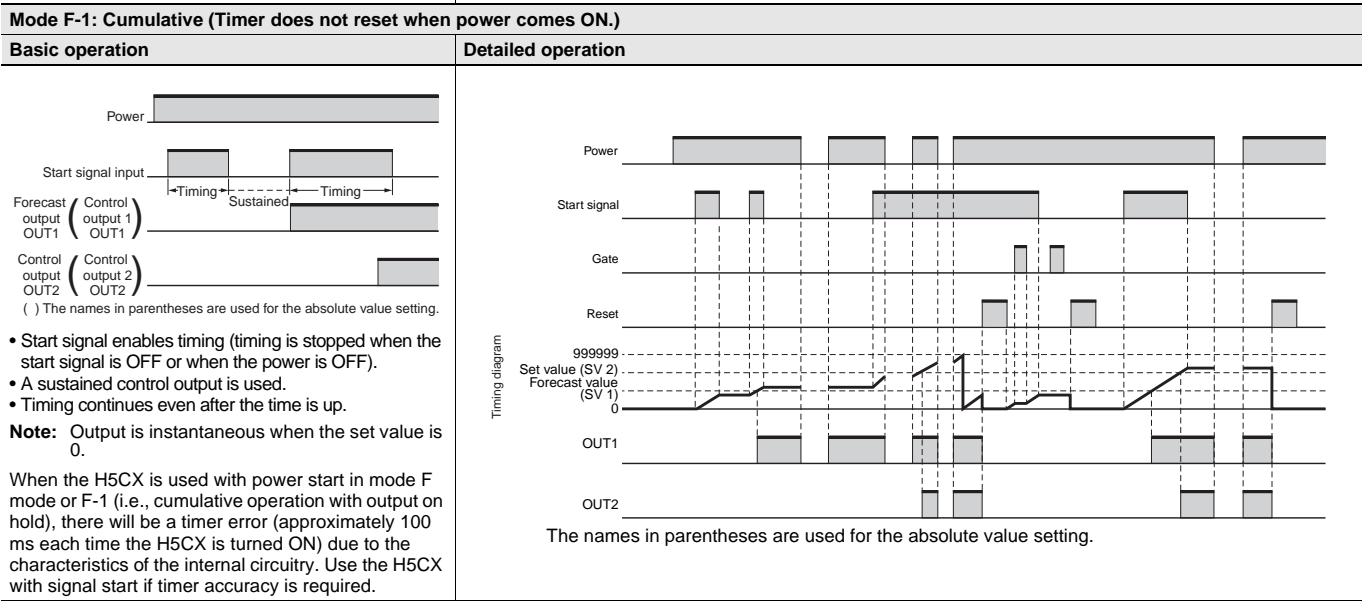 Mode F-1: Cumulative (Timer does not reset when power comes ON.)
Basic operation
Detailed operation
Power
Start signal input
Timing
Sustained
Timing
Forecast output OUT1 (Control output 1 OUT1)
Control output OUT2 (Control output 2 OUT2)
( ) The names in parentheses are used for the absolute value setting.
• Start signal enables timing (timing is stopped when the
start signal is OFF or when the power is OFF).
• A sustained control output is used.
• Timing continues even after the time is up.
Note: Output is instantaneous when the set value is
0.
When the H5CX is used with power start in mode F
mode or F-1 (i.e., cumulative operation with output on
hold), there will be a timer error (approximately 100
ms each time the H5CX is turned ON) due to the
characteristics of the internal circuitry. Use the H5CX
with signal start if timer accuracy is required.
Power
Start signal
Gate
Reset
Timing diagram
999999
Set value (SV 2)
Forecast value
(SV 1)
0
OUT1
OUT2
The names in parentheses are used for the absolute value setting.